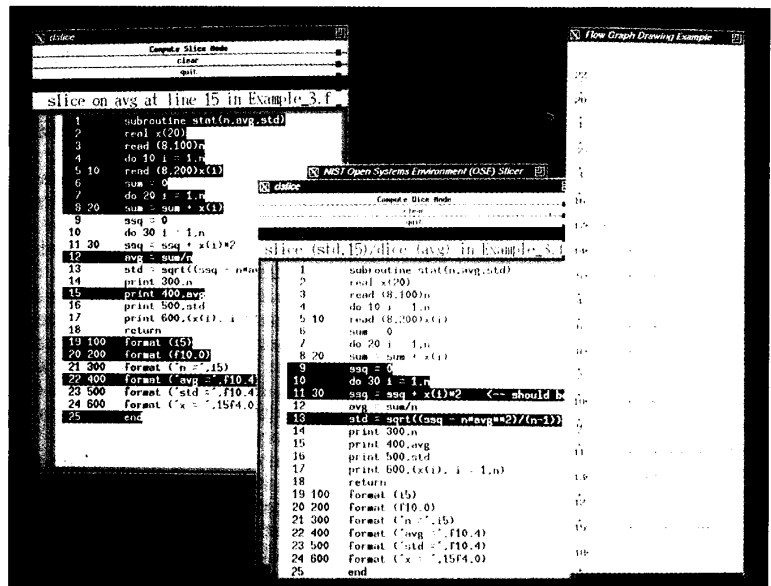 dslice
Compute Slice Mode
clear
quit
slice on avg at line 15 in Example_3.f
1 subroutine stat(n,avg,std)
2 real x(20)
3 read (8,100)n
4 do 10 i = 1,n
5 10 read (8,200)x(i)
6 sum = 0
7 do 20 i = 1,n
8 20 sum = sum + x(i)
9 ssq = 0
10 do 30 i = 1,n
11 30 ssq = ssq + x(i)*2
12 avg = sum/n
13 std = sqrt((ssq - n*av
14 print 300,n
15 print 400,avg
16 print 500,std
17 print 600,(x(i), i =
18 return
19 100 format (i5)
20 200 format (f10.0)
21 300 format ('n =',i5)
22 400 format ('avg =',f10.4)
23 500 format ('std =',f10.4)
24 600 format ('x = ',15f4.0
25 end
NIST Open Systems Environment (OSE) Slicer
dslice
Compute Dice Mode
clear
quit
slice (std,15)/dice (avg) in Example_3.f
1 subroutine stat(n,avg,std)
2 real x(20)
3 read (8,100)n
4 do 10 i = 1,n
5 10 read (8,200)x(i)
6 sum = 0
7 do 20 i = 1,n
8 20 sum = sum + x(i)
9 ssq = 0
10 do 30 i = 1,n
11 30 ssq = ssq + x(i)*2 <-- should be
12 avg = sum/n
13 std = sqrt((ssq - n*avg**2)/(n-1))
14 print 300,n
15 print 400,avg
16 print 500,std
17 print 600,(x(i), i = 1,n)
18 return
19 100 format (i5)
20 200 format (f10.0)
21 300 format ('n =',i5)
22 400 format ('avg =',f10.4)
23 500 format ('std =',f10.4)
24 600 format ('x = ',15f4.0)
25 end
Flow Graph Drawing Example
22
20
1
2
3
16
4